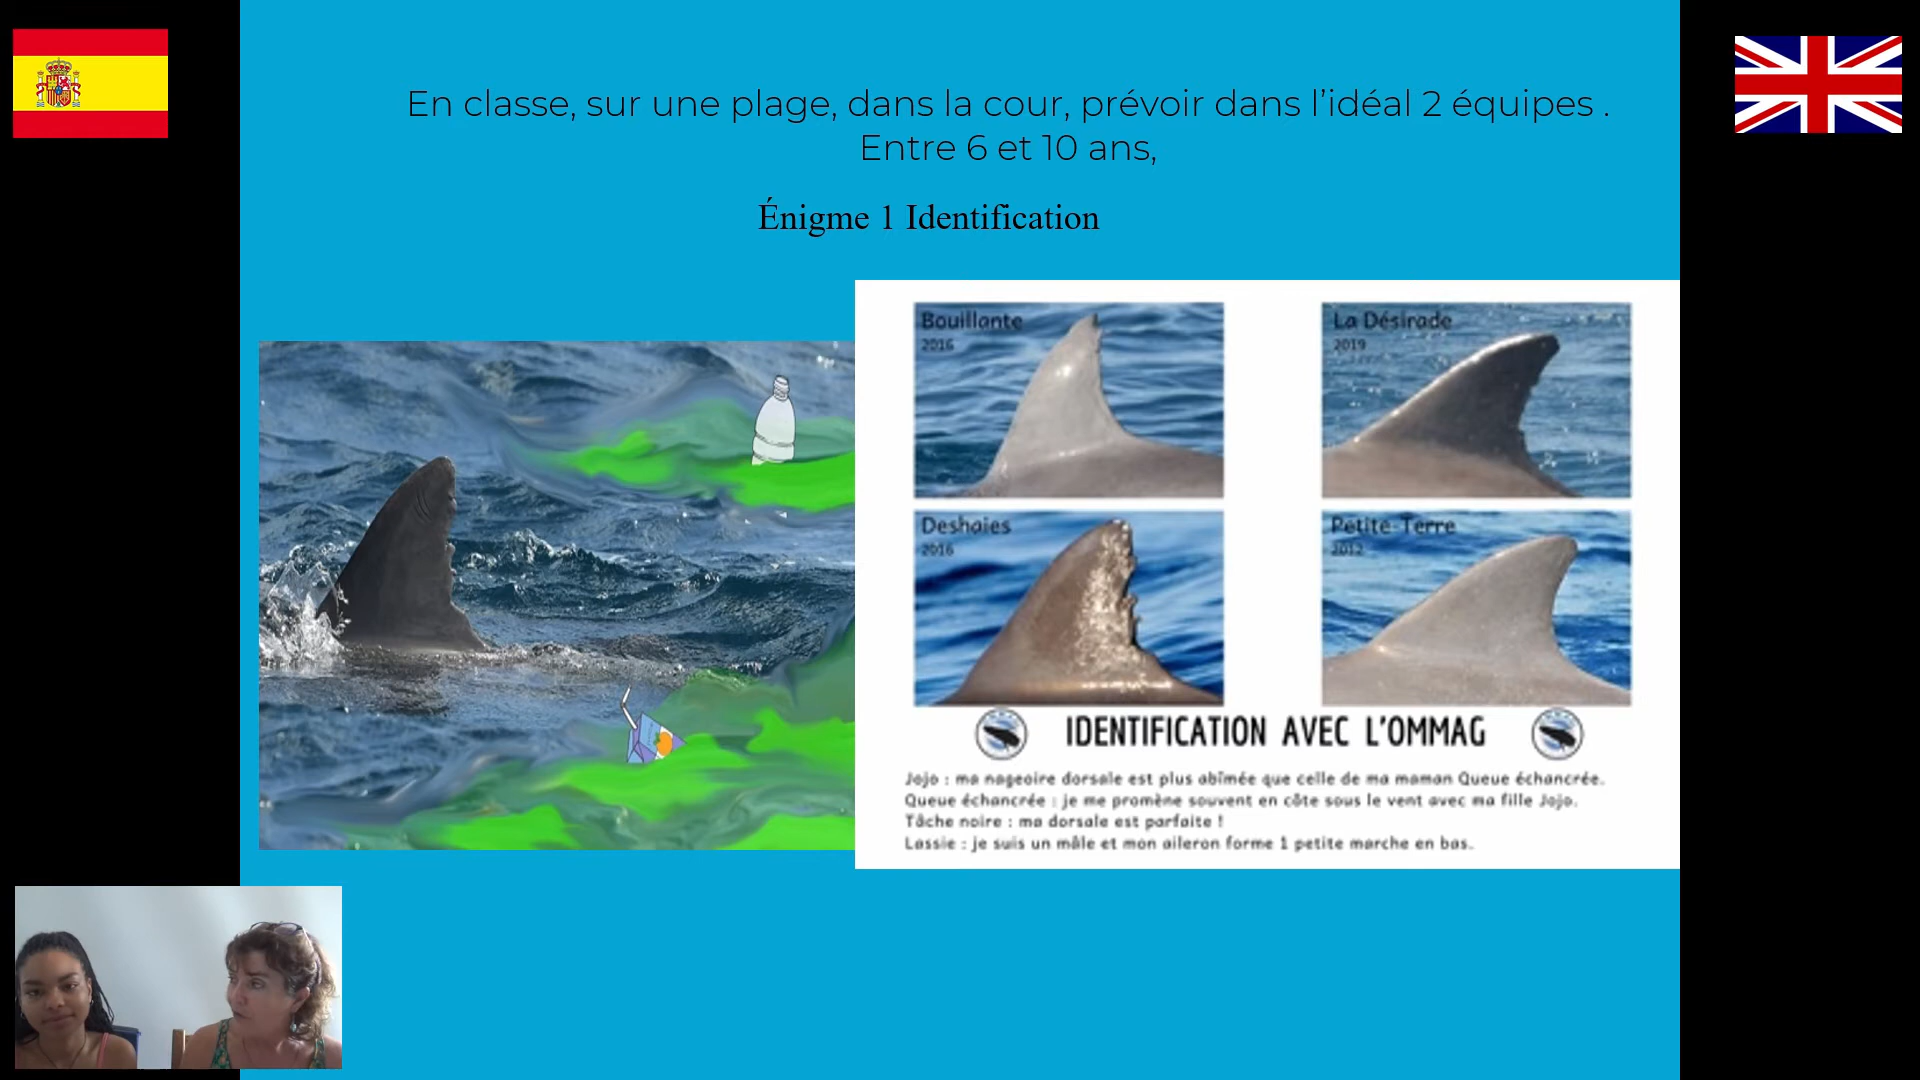 En classe, sur une plage, dans la cour, prévoir dans l’idéal 2 équipes .
Entre 6 et 10 ans,
Énigme 1 Identification
Bouillante
2016
La Désirade
2019
Deshaies
2016
Petite-Terre
2012
IDENTIFICATION AVEC L'OMMAG
Jojo : ma nageoire dorsale est plus abîmée que celle de ma maman Queue échancrée.
Queue échancrée : je me promène souvent en côte sous le vent avec ma fille Jojo.
Tâche noire : ma dorsale est parfaite !
Lassie : je suis un mâle et mon aileron forme 1 petite marche en bas.